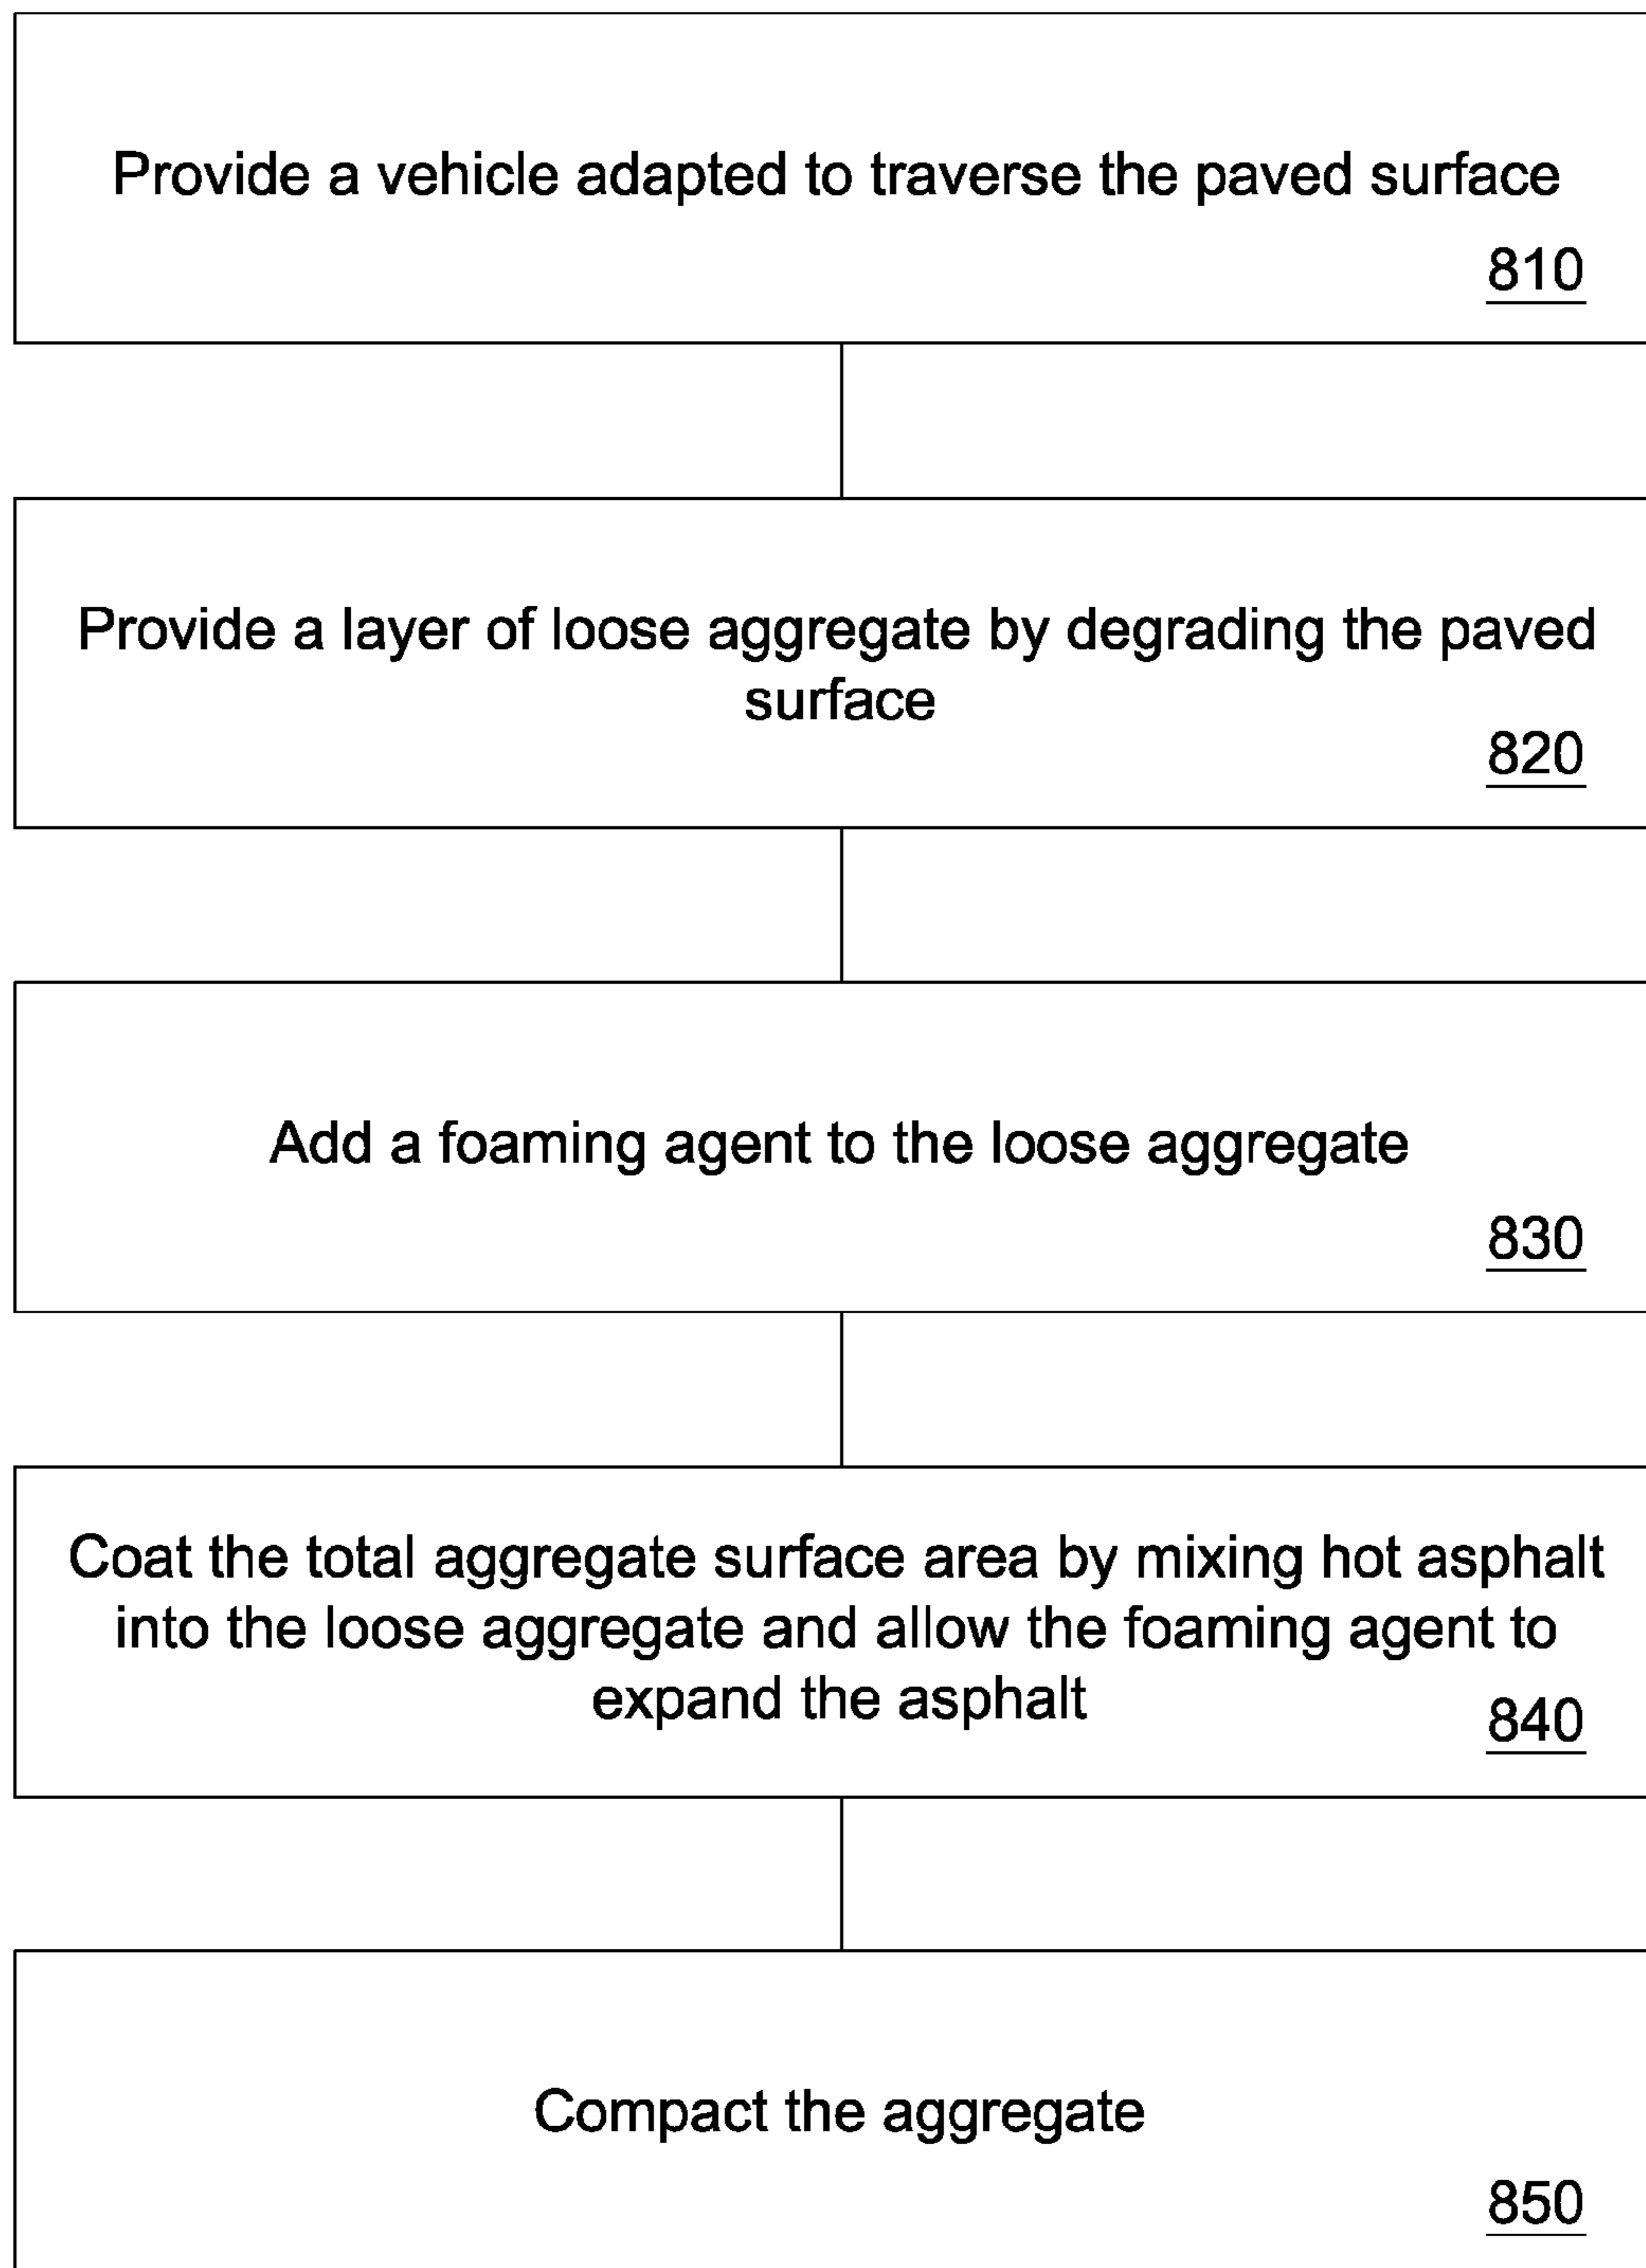 Provide a vehicle adapted to traverse the paved surface
810
Provide a layer of loose aggregate by degrading the paved
surface
820
Add a foaming agent to the loose aggregate
830
Coat the total aggregate surface area by mixing hot asphalt
into the loose aggregate and allow the foaming agent to
expand the asphalt
840
Compact the aggregate
850